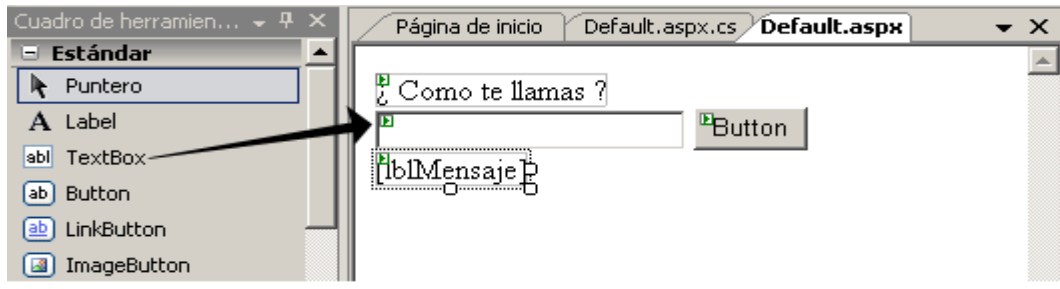 Cuadro de herramien...
Estándar
Puntero
A Label
abl TextBox
ab Button
ab LinkButton
ImageButton
Página de inicio Default.aspx.cs Default.aspx
¿ Como te llamas ?
Button
[lblMensaje]